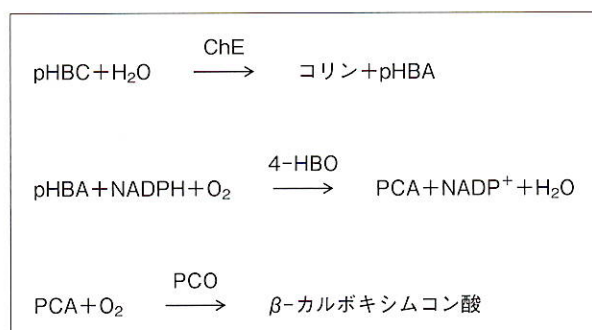 ChE
pHBC+H₂O → コリン+pHBA
4-HBO
pHBA+NADPH+O₂ → PCA+NADP⁺+H₂O
PCO
PCA+O₂ → β-カルボキシムコン酸